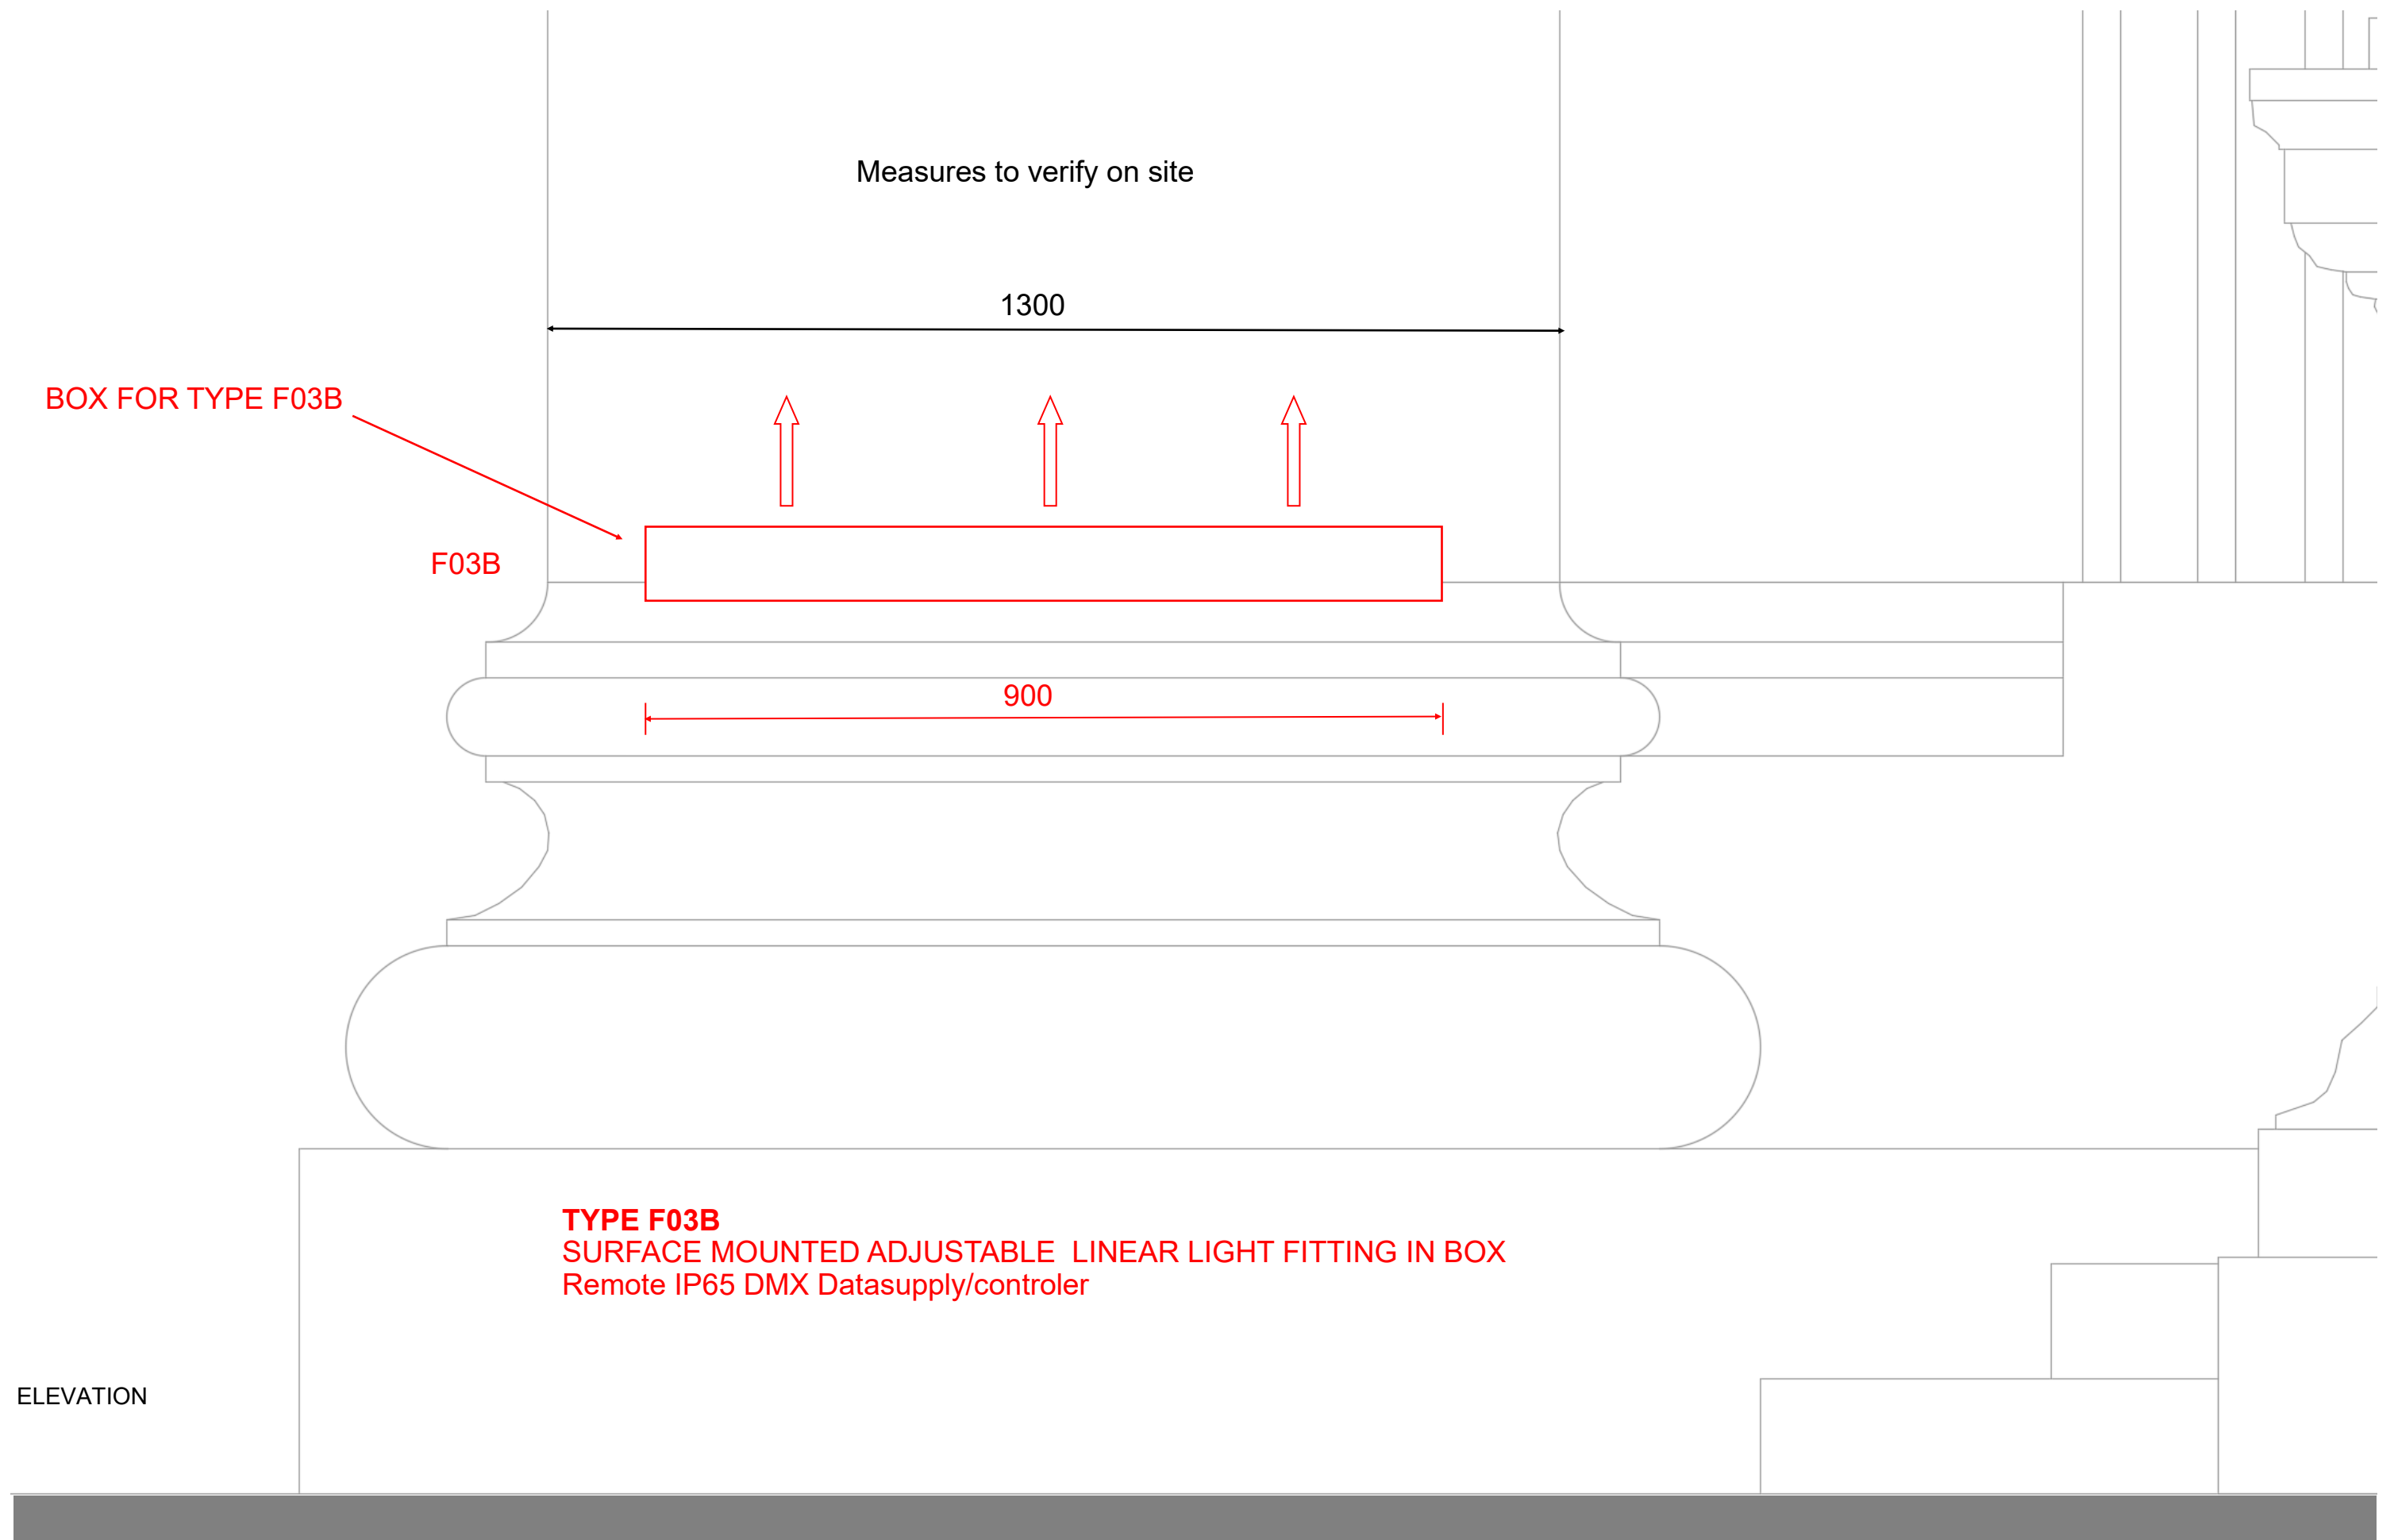 Measures to verify on site
1300
BOX FOR TYPE F03B
F03B
900
TYPE F03B
SURFACE MOUNTED ADJUSTABLE  LINEAR LIGHT FITTING IN BOX
Remote IP65 DMX Datasupply/controler
ELEVATION